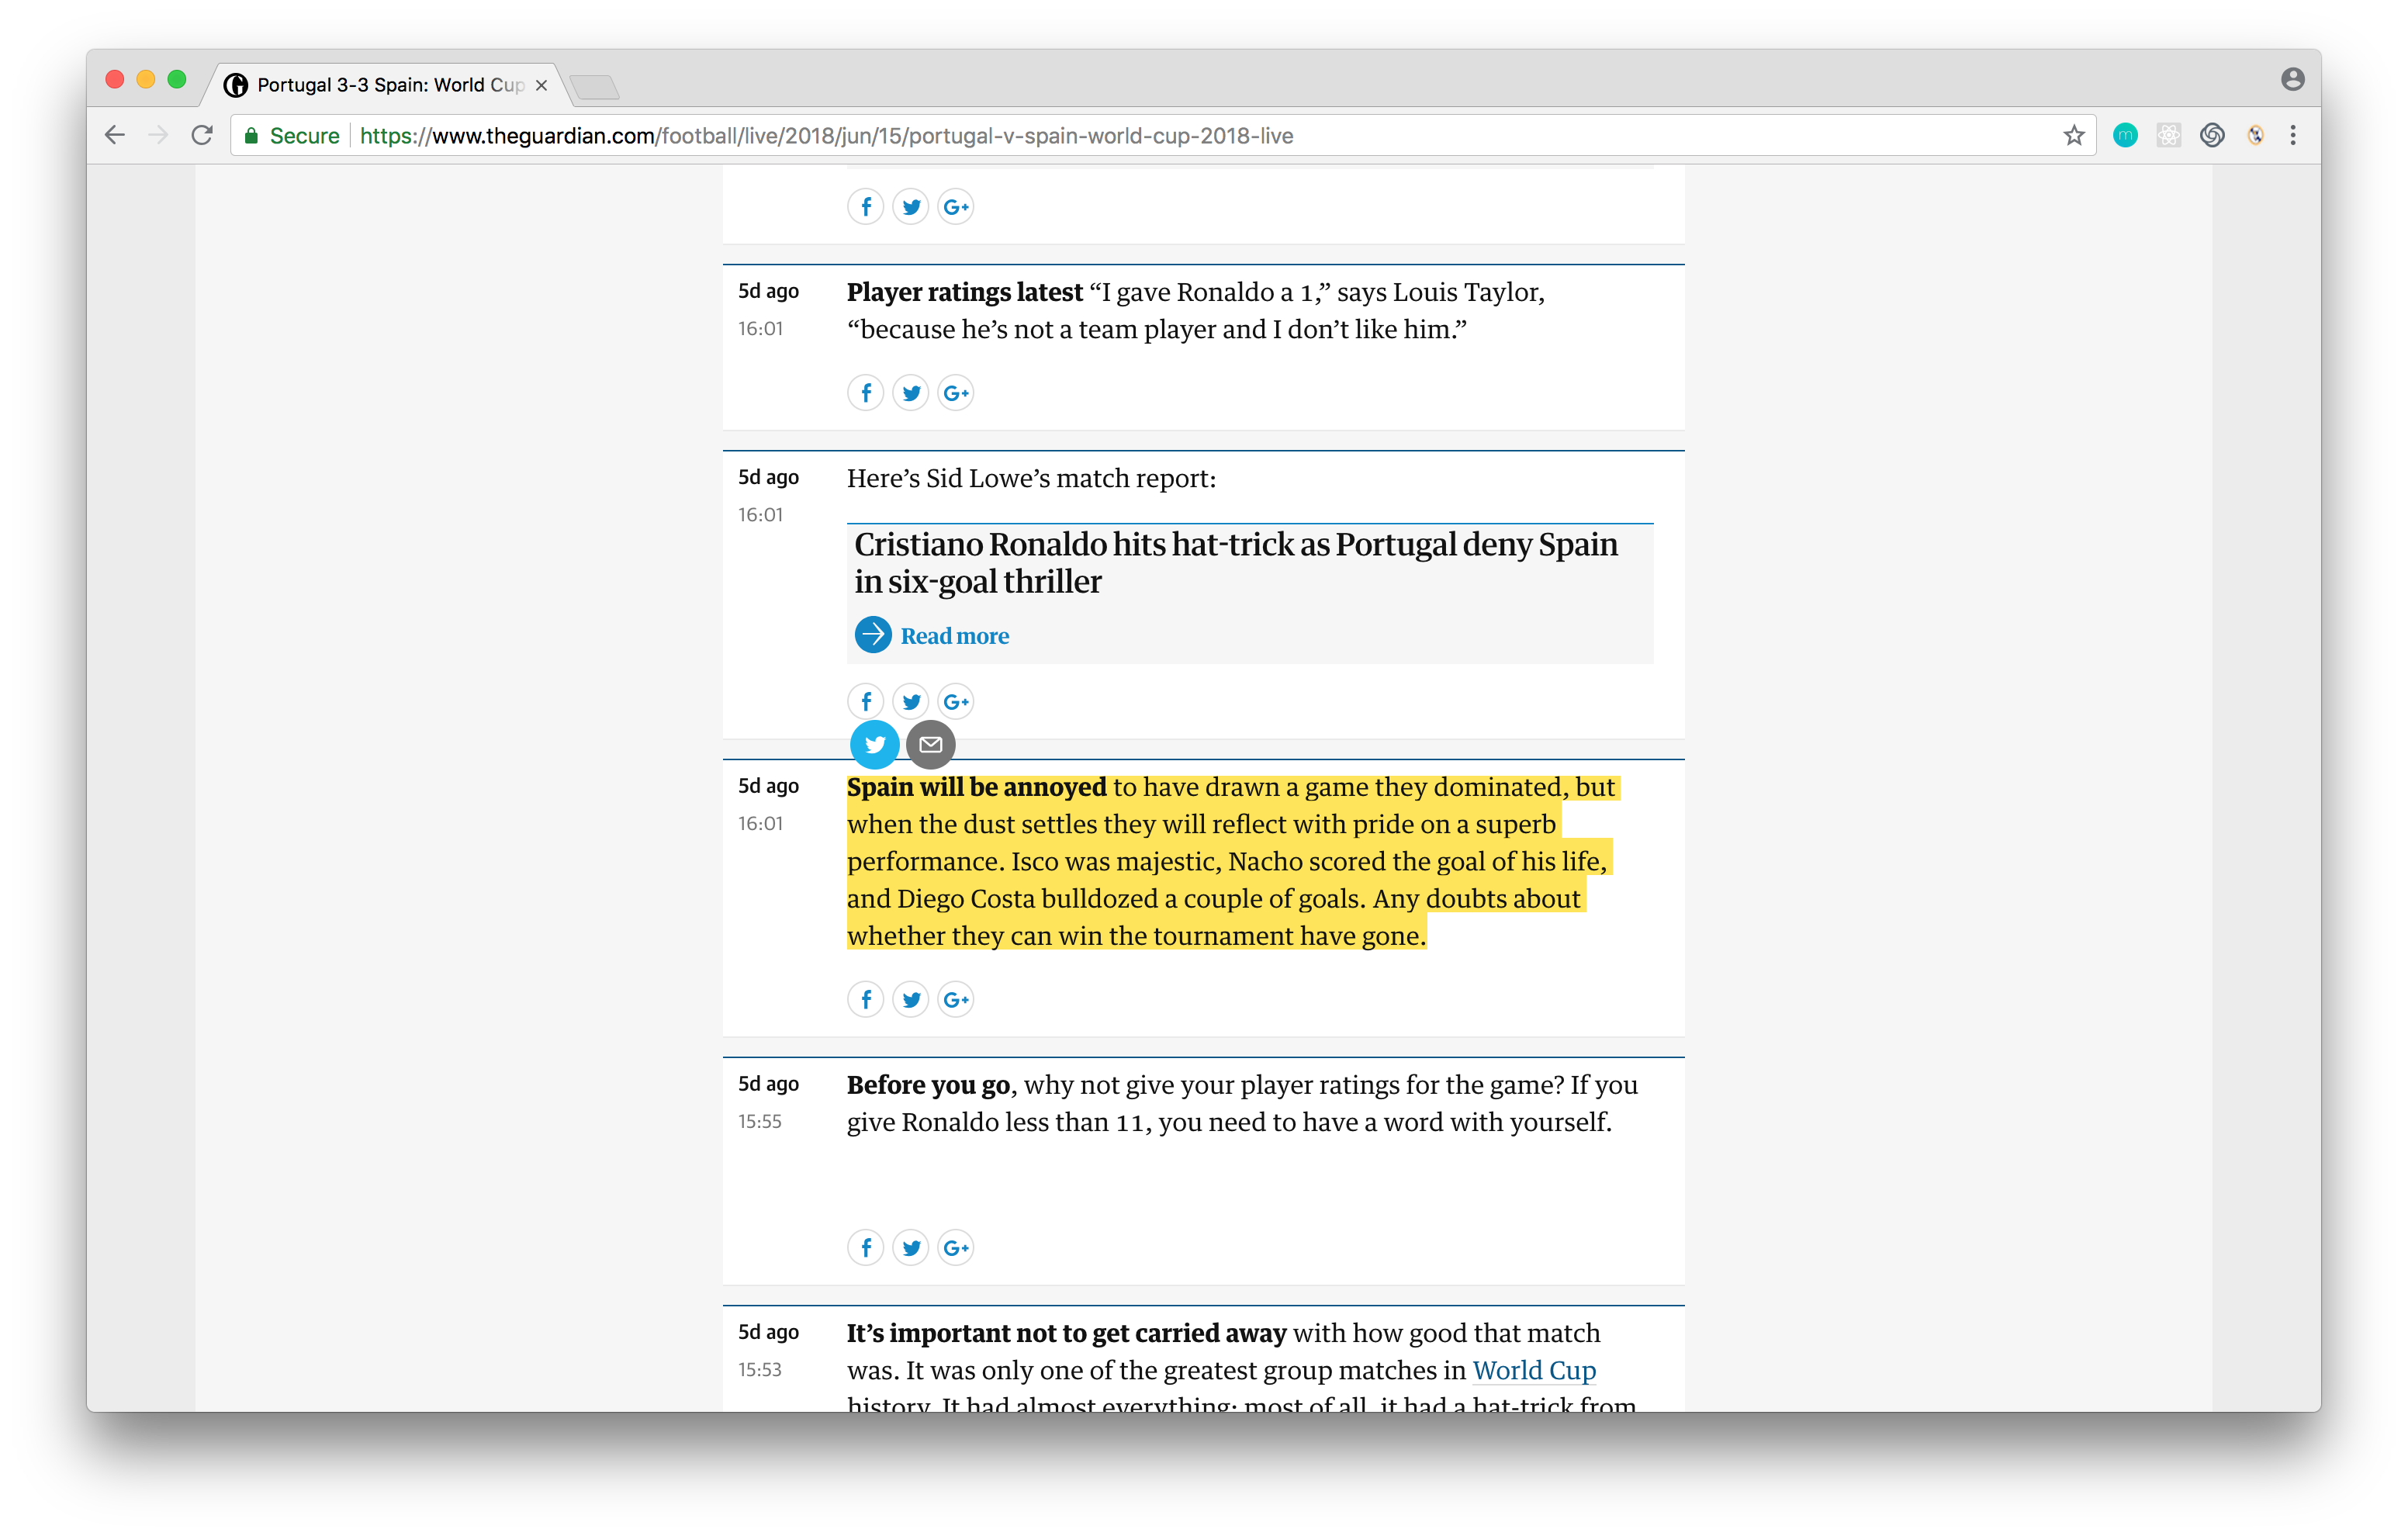 Portugal 3-3 Spain: World Cup
Secure https://www.theguardian.com/football/live/2018/jun/15/portugal-v-spain-world-cup-2018-live
5d ago
16:01
Player ratings latest “I gave Ronaldo a 1,” says Louis Taylor,
“because he’s not a team player and I don’t like him.”
5d ago
16:01
Here’s Sid Lowe’s match report:
Cristiano Ronaldo hits hat-trick as Portugal deny Spain
in six-goal thriller
Read more
5d ago
16:01
Spain will be annoyed to have drawn a game they dominated, but
when the dust settles they will reflect with pride on a superb
performance. Isco was majestic, Nacho scored the goal of his life,
and Diego Costa bulldozed a couple of goals. Any doubts about
whether they can win the tournament have gone.
5d ago
15:55
Before you go, why not give your player ratings for the game? If you
give Ronaldo less than 11, you need to have a word with yourself.
5d ago
15:53
It’s important not to get carried away with how good that match
was. It was only one of the greatest group matches in World Cup
history. It had almost everything: most of all, it had a hat-trick from